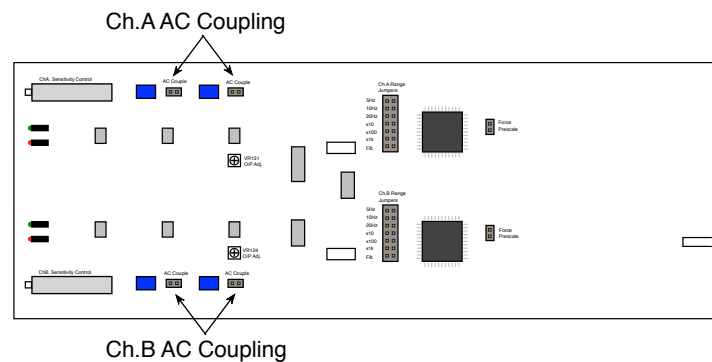 Ch.A AC Coupling
ChA. Sensitivity Control
AC Couple
AC Couple
Ch.A Range
Jumpers
5Hz
10Hz
20Hz
x10
x100
x1k
Filt.
Force
Prescale
VR131
O/P Adj.
Ch.B Range
Jumpers
5Hz
10Hz
20Hz
x10
x100
x1k
Filt.
Force
Prescale
VR124
O/P Adj.
ChB. Sensitivity Control
AC Couple
AC Couple
Ch.B AC Coupling